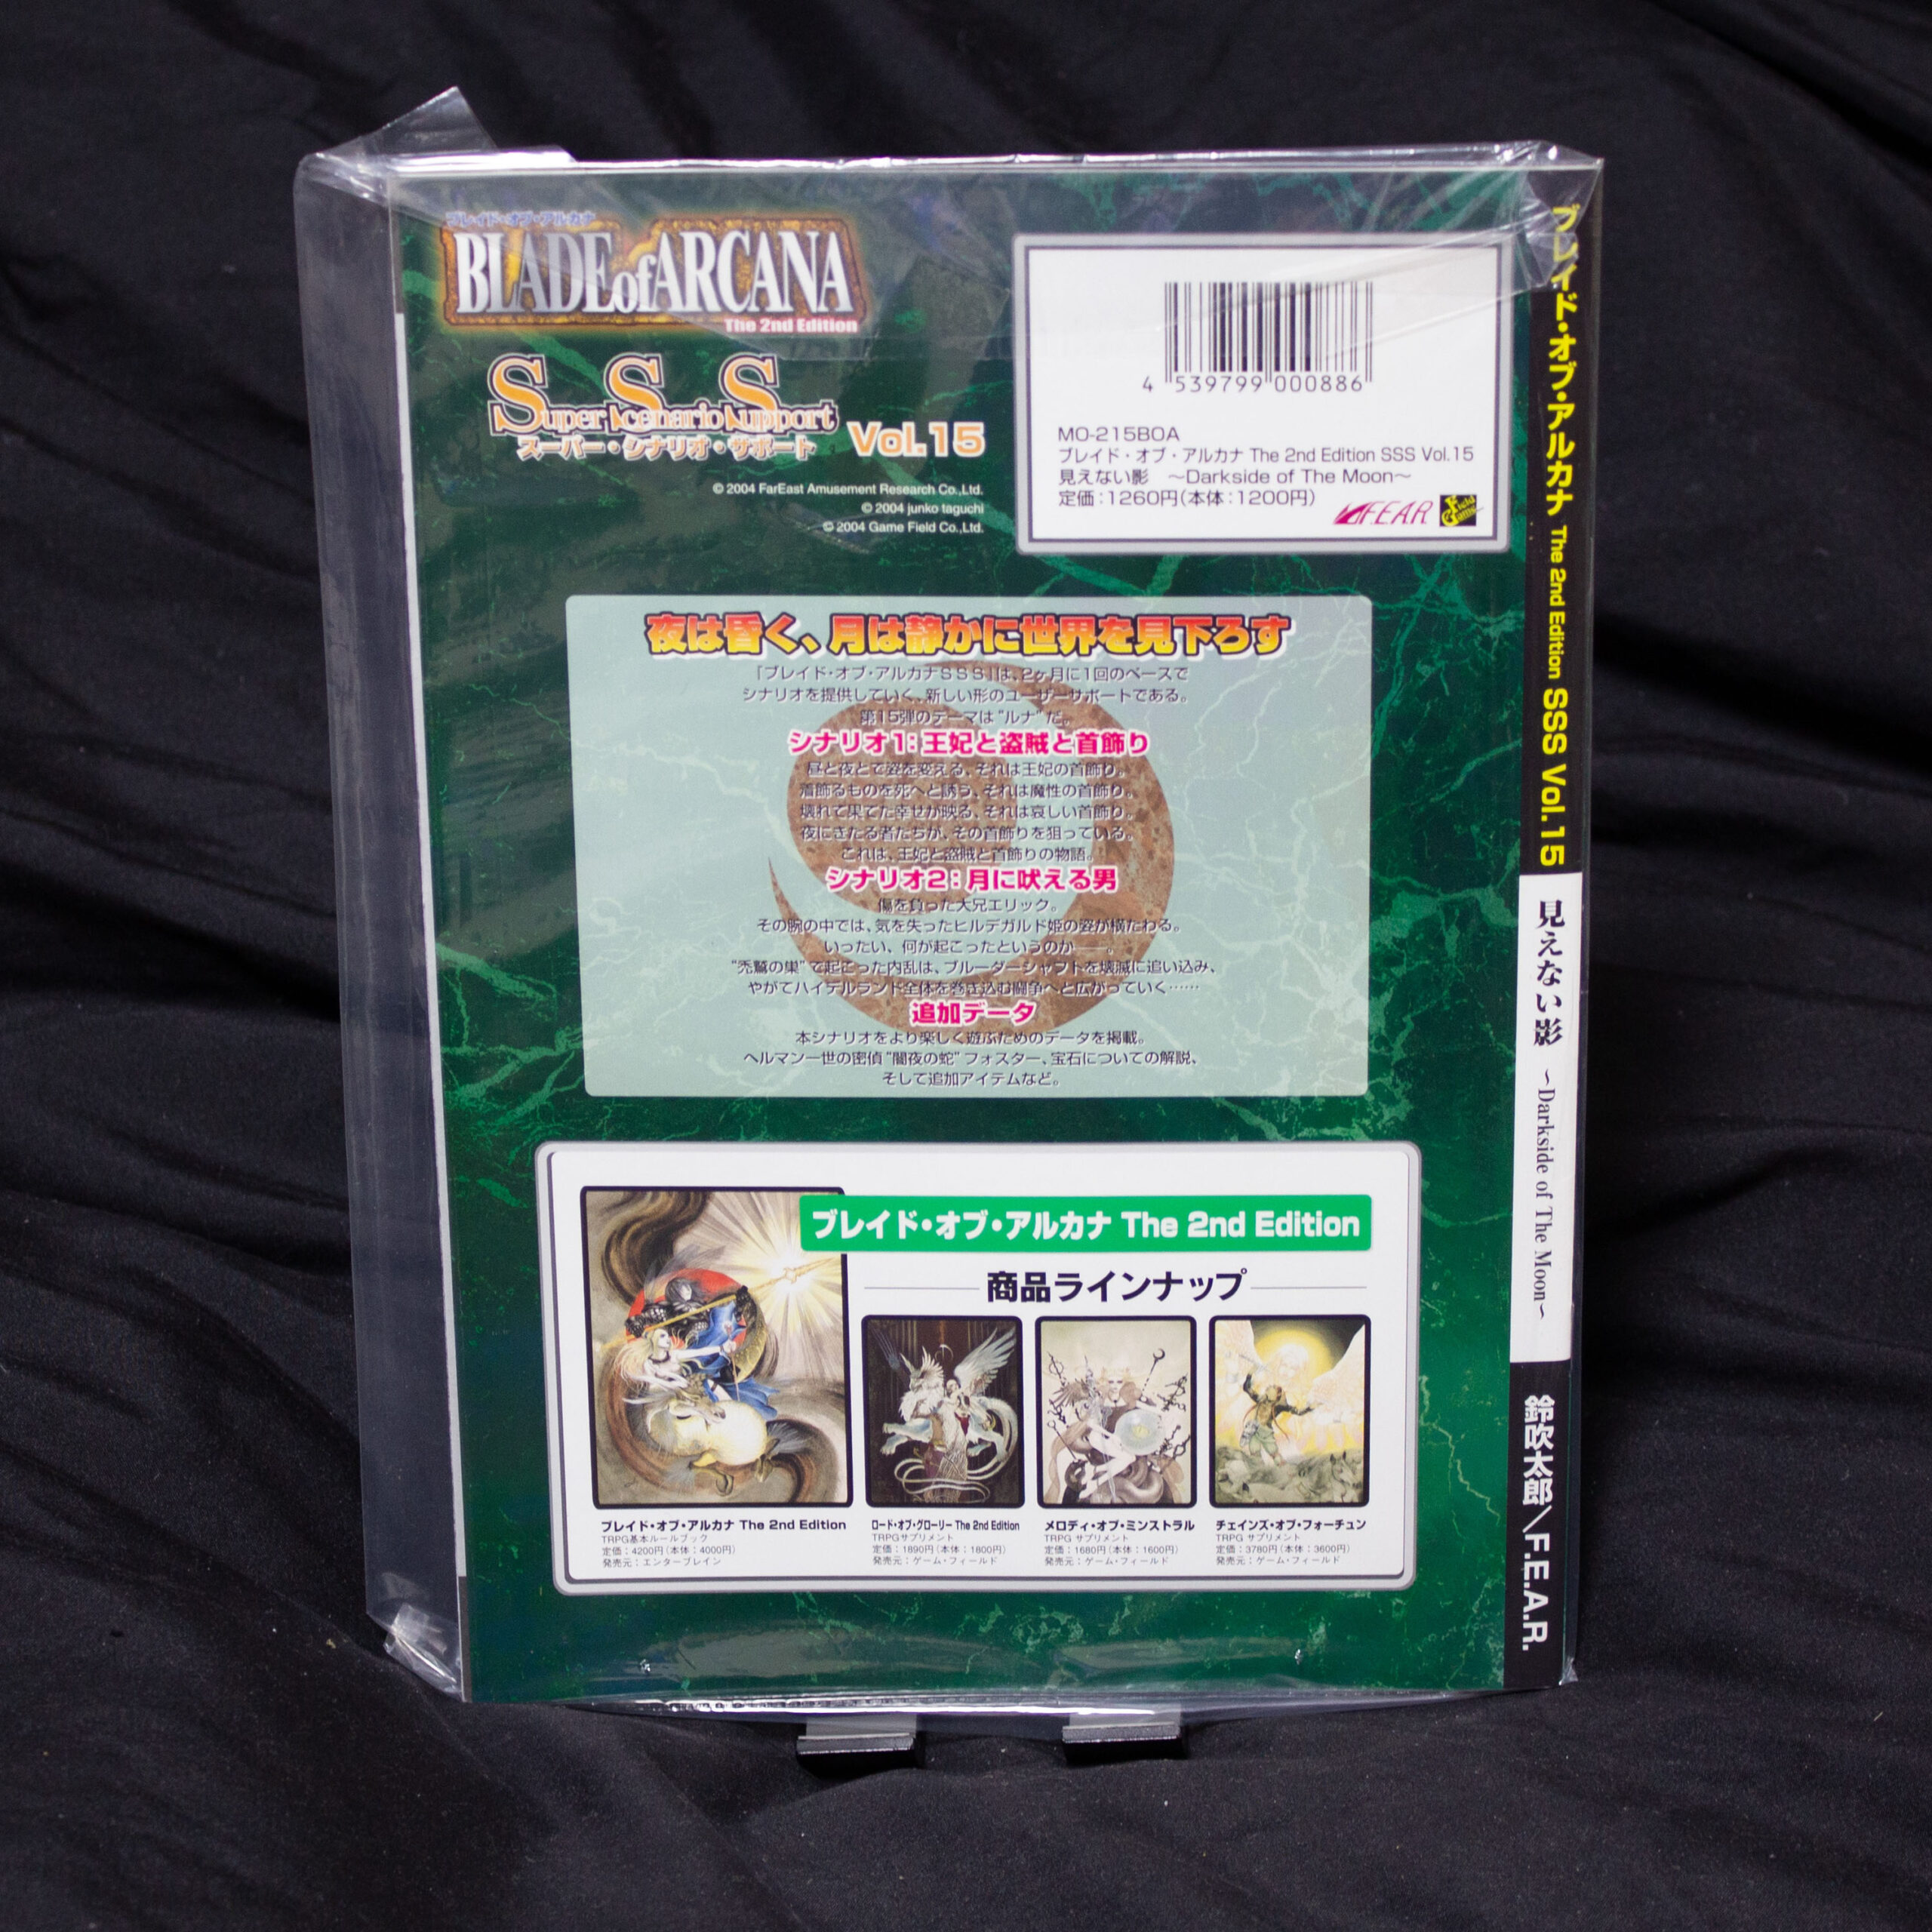 ブレイド・オブ・アルカナ
BLADE of ARCANA
The 2nd Edition
Super Scenario Support
スーパー・シナリオ・サポート
Vol.15
© 2004 FarEast Amusement Research Co.,Ltd.
© 2004 junko taguchi
© 2004 Game Field Co.,Ltd.
4 539799 000886
MO-215BOA
ブレイド・オブ・アルカナ The 2nd Edition SSS Vol.15
見えない影 ～Darkside of The Moon～
定価：1260円（本体：1200円）
F.E.A.R.
Game Field
夜は昏く、月は静かに世界を見下ろす
「ブレイド・オブ・アルカナＳＳＳ」は、2ヶ月に1回のペースで
シナリオを提供していく、新しい形のユーザーサポートである。
第15弾のテーマは“ルナ”だ。
シナリオ1：王妃と盗賊と首飾り
昼と夜とで姿を変える、それは王妃の首飾り。
着飾るものを死へと誘う、それは魔性の首飾り。
壊れて果てた幸せが映る、それは哀しい首飾り。
夜にきたる者たちが、その首飾りを狙っている。
これは、王妃と盗賊と首飾りの物語。
シナリオ2：月に吠える男
傷を負った大兄エリック。
その腕の中では、気を失ったヒルデガルド姫の姿が横たわる。
いったい、何が起こったというのか――。
“禿鷲の巣”で起こった内乱は、ブルーダーシャフトを壊滅に追い込み、
やがてハイデルランド全体を巻き込む闘争へと広がっていく……
追加データ
本シナリオをより楽しく遊ぶためのデータを掲載。
ヘルマン一世の密偵“闇夜の蛇”フォスター、宝石についての解説、
そして追加アイテムなど。
ブレイド・オブ・アルカナ The 2nd Edition
商品ラインナップ
ブレイド・オブ・アルカナ The 2nd Edition
TRPG基本ルールブック
定価：4200円（本体：4000円）
発売元：エンターブレイン
ロード・オブ・グローリー The 2nd Edition
TRPG サプリメント
定価：1890円（本体：1800円）
発売元：ゲーム・フィールド
メロディ・オブ・ミンストラル
TRPG サプリメント
定価：1680円（本体：1600円）
発売元：ゲーム・フィールド
チェインズ・オブ・フォーチュン
TRPG サプリメント
定価：3780円（本体：3600円）
発売元：ゲーム・フィールド
ブレイド・オブ・アルカナ The 2nd Edition SSS Vol.15
見えない影 ～Darkside of The Moon～
鈴吹太郎／F.E.A.R.